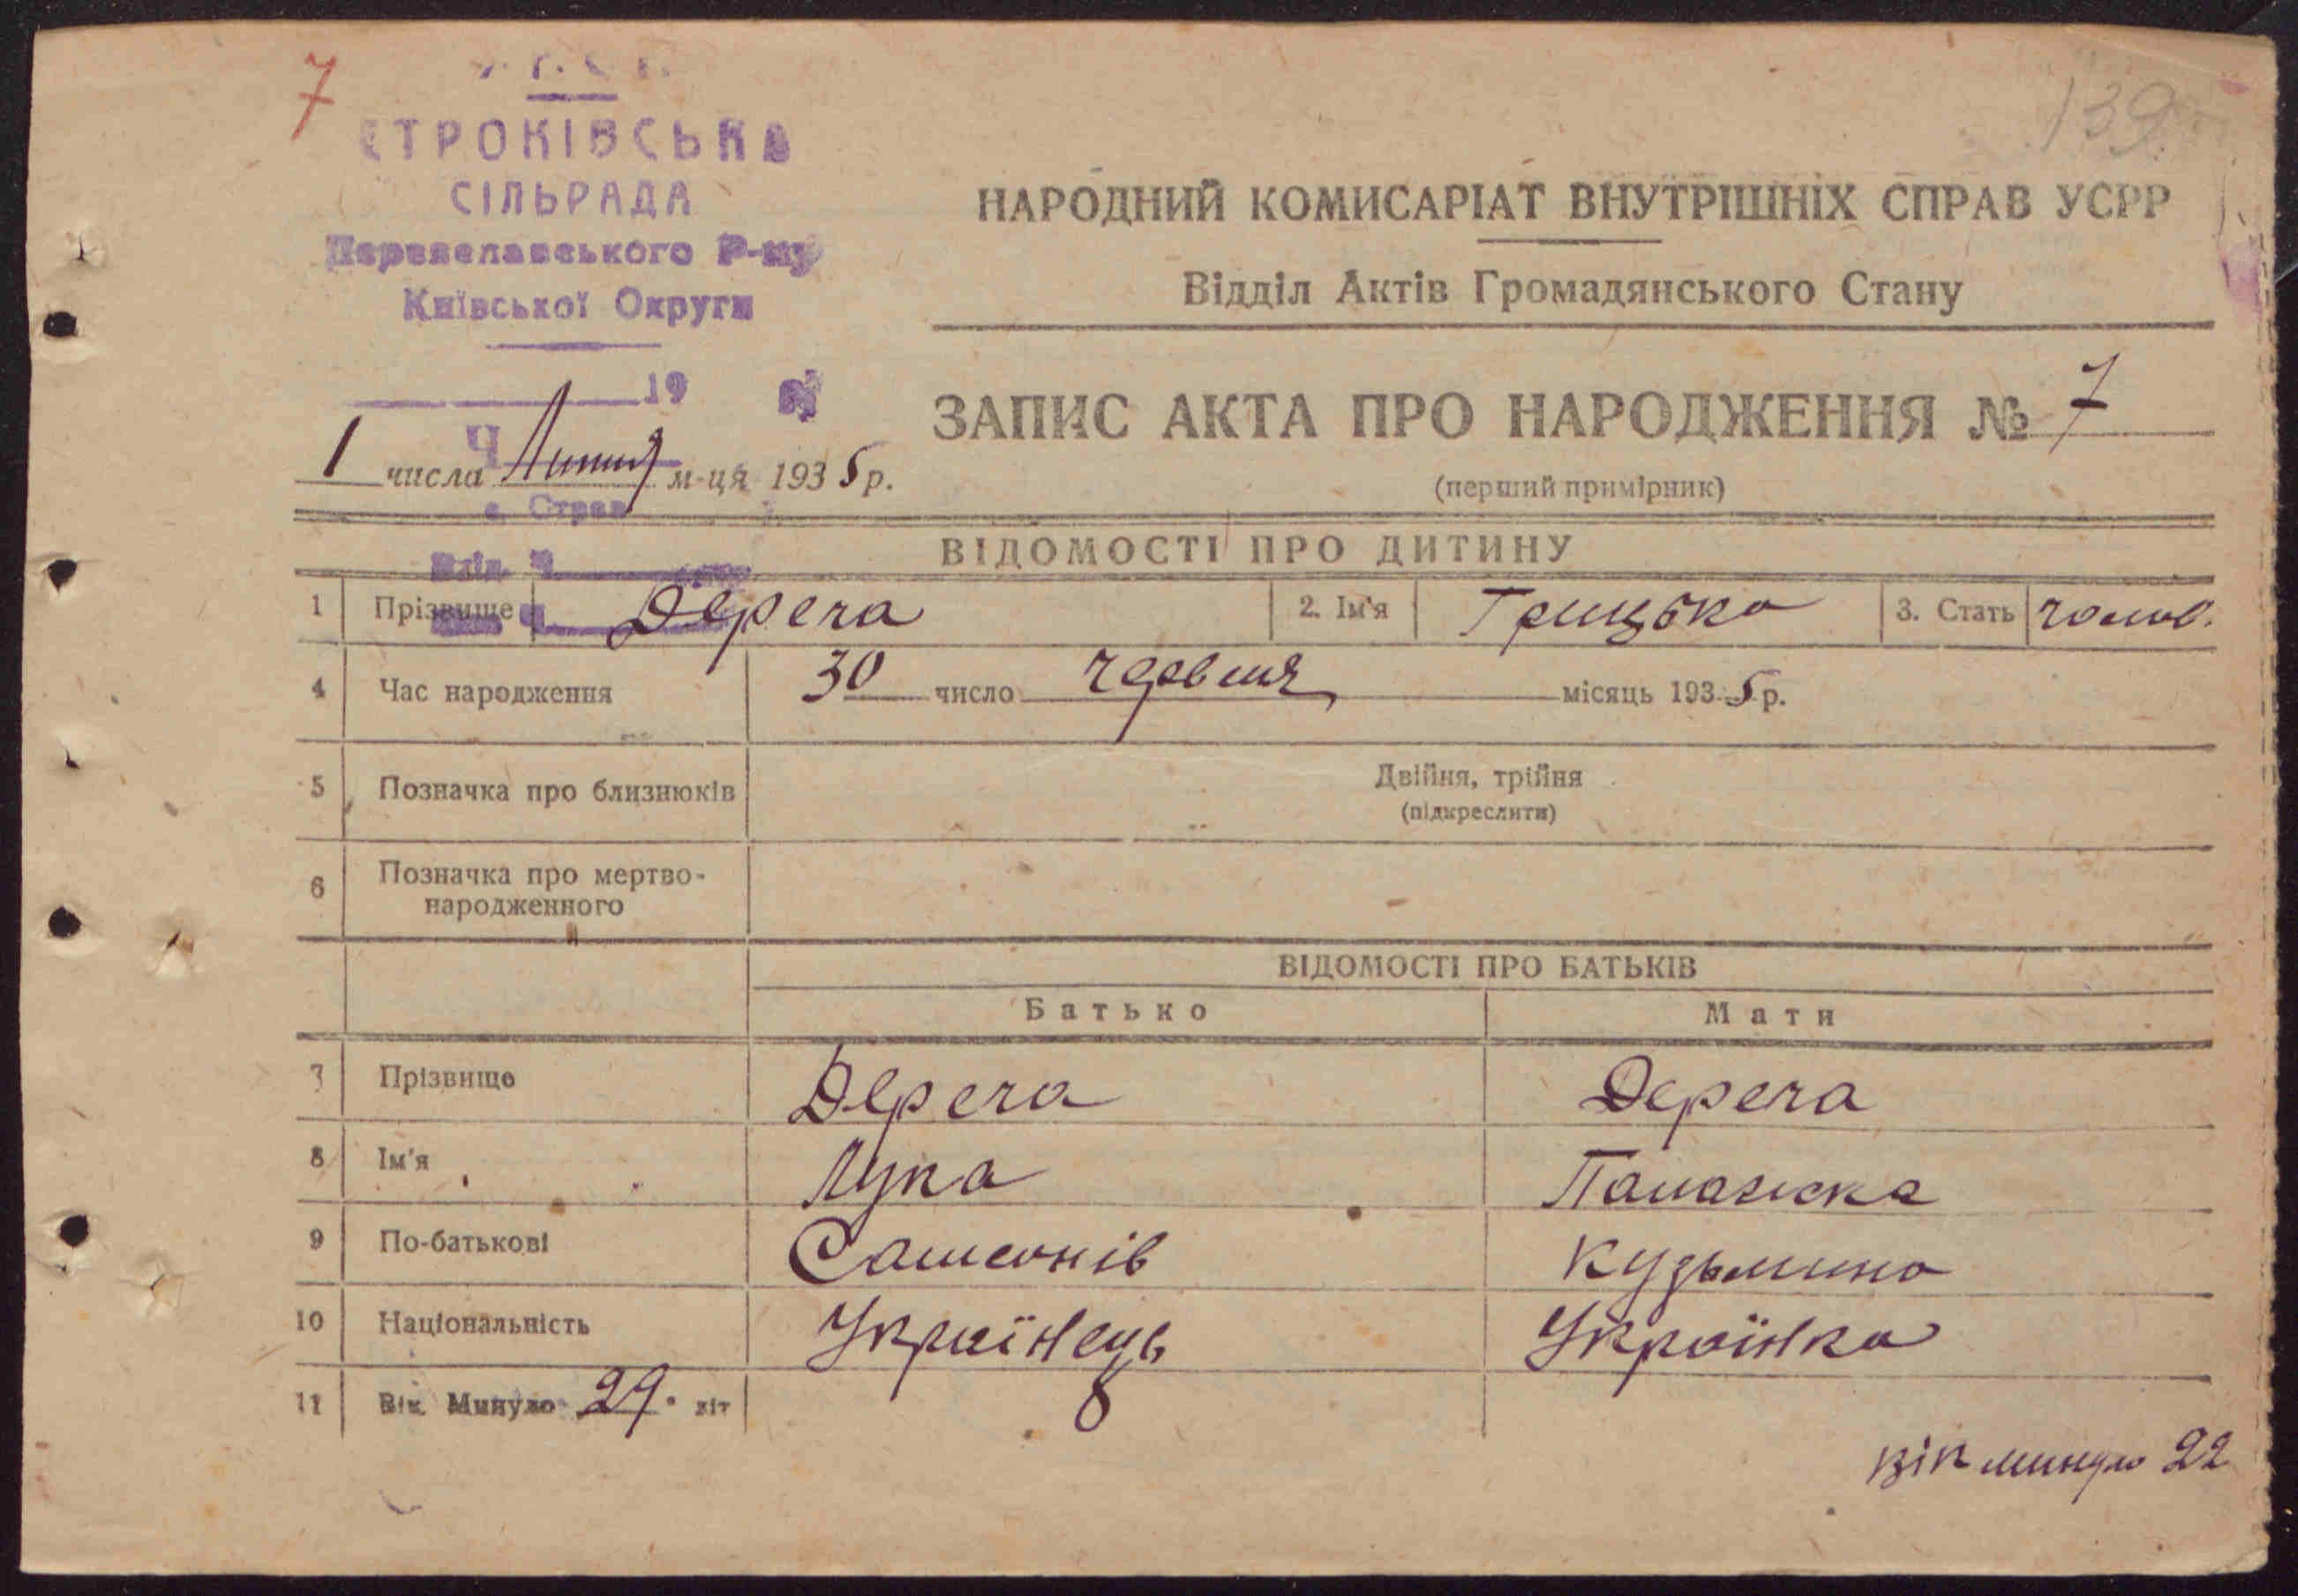 7
СТРОКІВСЬКА
СІЛЬРАДА
Переяславського Р-ну
Київської Округи
19
139
НАРОДНИЙ КОМИСАРІАТ ВНУТРІШНІХ СПРАВ УСРР
Відділ Актів Громадянського Стану
ЗАПИС АКТА ПРО НАРОДЖЕННЯ № 7
1 числа Липня м-ця 1935 р.
(перший примірник)
ВІДОМОСТІ ПРО ДИТИНУ
1 Прізвище Дереча 2. Ім'я Грицько 3. Стать чолов.
4 Час народження 30 число червня місяць 1935 р.
5 Позначка про близнюків Двійня, трійня
(підкреслити)
6 Позначка про мертво-
народженного
ВІДОМОСТІ ПРО БАТЬКІВ
Батько Мати
7 Прізвище Дереча Дереча
8 Ім'я Лука Панаська
9 По-батькові Самсонів Кузьмина
10 Національність Українець Українка
11 Вік. Минуло 29 літ
вік минуло 22